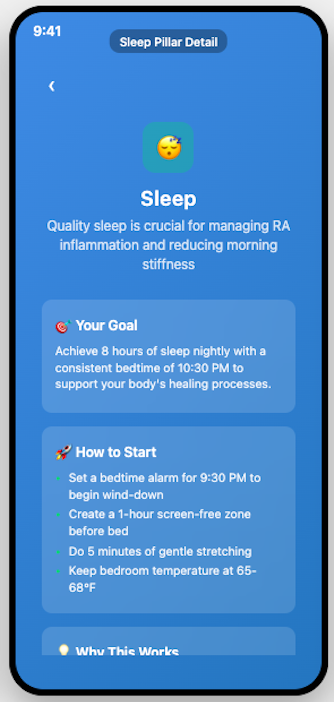 9:41
Sleep Pillar Detail
‹
Sleep
Quality sleep is crucial for managing RA
inflammation and reducing morning
stiffness
🎯 Your Goal
Achieve 8 hours of sleep nightly with a
consistent bedtime of 10:30 PM to
support your body's healing processes.
🚀 How to Start
• Set a bedtime alarm for 9:30 PM to
begin wind-down
• Create a 1-hour screen-free zone
before bed
• Do 5 minutes of gentle stretching
• Keep bedroom temperature at 65-
68°F
💡 Why This Works